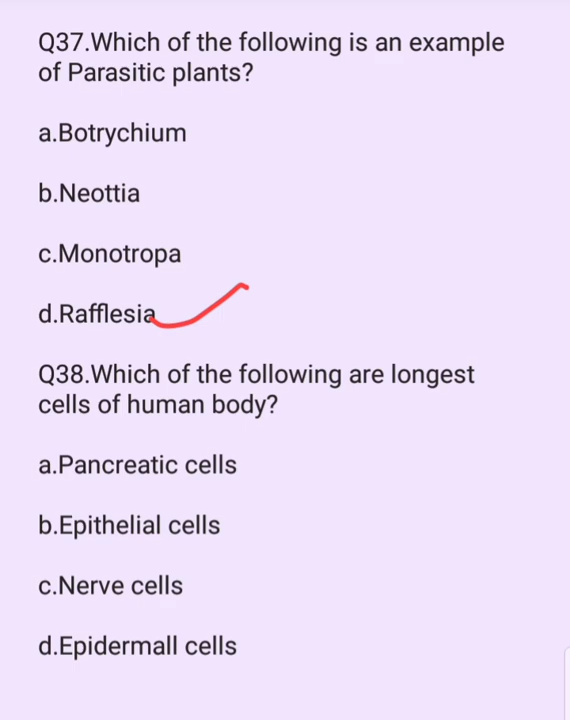 Q37.Which of the following is an example
of Parasitic plants?
a.Botrychium
b.Neottia
c.Monotropa
d.Rafflesia
Q38.Which of the following are longest
cells of human body?
a.Pancreatic cells
b.Epithelial cells
c.Nerve cells
d.Epidermall cells